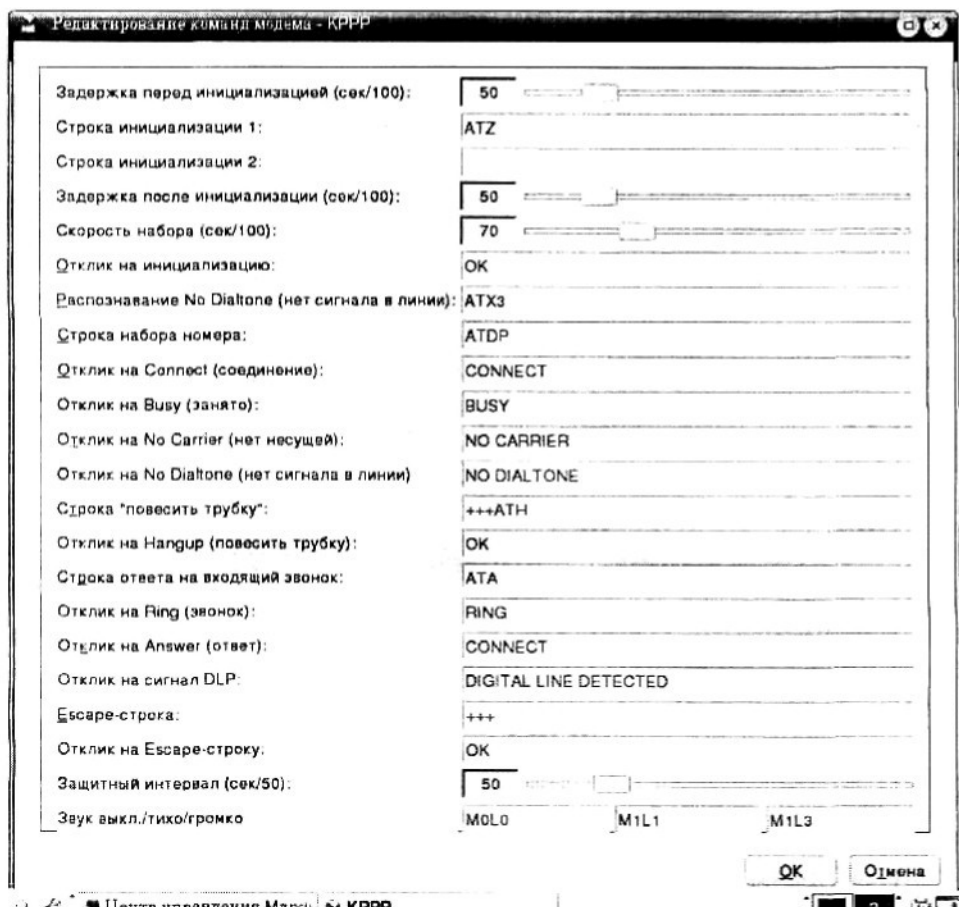 Редактирование команд модема - KPPP
Задержка перед инициализацией (сек/100): 50
Строка инициализации 1: ATZ
Строка инициализации 2:
Задержка после инициализации (сек/100): 50
Скорость набора (сек/100): 70
Отклик на инициализацию: OK
Распознавание No Dialtone (нет сигнала в линии): ATX3
Строка набора номера: ATDP
Отклик на Connect (соединение): CONNECT
Отклик на Busy (занято): BUSY
Отклик на No Carrier (нет несущей): NO CARRIER
Отклик на No Dialtone (нет сигнала в линии) NO DIALTONE
Строка "повесить трубку": +++ATH
Отклик на Hangup (повесить трубку): OK
Строка ответа на входящий звонок: ATA
Отклик на Ring (звонок): RING
Отклик на Answer (ответ): CONNECT
Отклик на сигнал DLP: DIGITAL LINE DETECTED
Escape-строка: +++
Отклик на Escape-строку: OK
Защитный интервал (сек/50): 50
Звук выкл./тихо/громко M0L0 M1L1 M1L3
OK Отмена
Центр управления KPPP 2